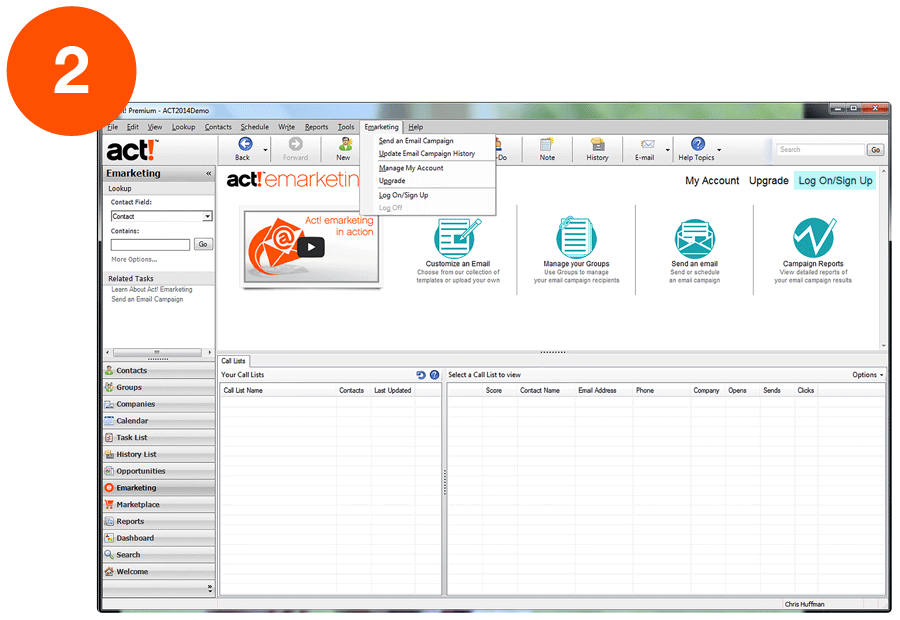 2
! Premium - ACT2014Demo
File Edit View Lookup Contacts Schedule Write Reports Tools Emarketing Help
act!™
Back
Forward
New
-Do
Note
History
E-mail
Help Topics
Search
Go
Send an Email Campaign
Update Email Campaign History
Manage My Account
Upgrade
Log On/Sign Up
Log Off
Emarketing «
Lookup
Contact Field:
Contact
Contains:
Go
More Options...
Related Tasks
Learn About Act! Emarketing
Send an Email Campaign
act! emarketin
My Account Upgrade Log On/Sign Up
Act! emarketing
in action
Customize an Email
Choose from our collection of
templates or upload your own
Manage your Groups
Use Groups to manage
your email campaign recipients
Send an email
Send or schedule
an email campaign
Campaign Reports
View detailed reports of
your email campaign results
Contacts
Groups
Companies
Calendar
Task List
History List
Opportunities
Emarketing
Marketplace
Reports
Dashboard
Search
Welcome
»
Call Lists
Your Call Lists
Call List Name Contacts Last Updated
Select a Call List to view
Options
Score Contact Name Email Address Phone Company Opens Sends Clicks
Chris Huffman